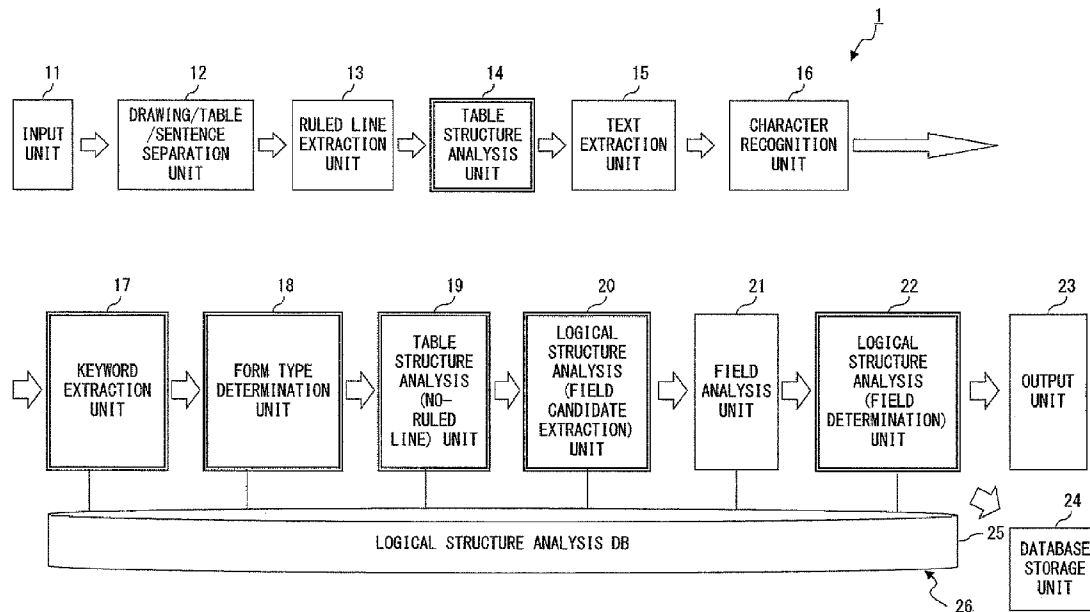 1
11
INPUT
UNIT
12
DRAWING/TABLE
/SENTENCE
SEPARATION
UNIT
13
RULED LINE
EXTRACTION
UNIT
14
TABLE
STRUCTURE
ANALYSIS
UNIT
15
TEXT
EXTRACTION
UNIT
16
CHARACTER
RECOGNITION
UNIT
17
KEYWORD
EXTRACTION
UNIT
18
FORM TYPE
DETERMINATION
UNIT
19
TABLE
STRUCTURE
ANALYSIS
(NO-
RULED
LINE) UNIT
20
LOGICAL
STRUCTURE
ANALYSIS
(FIELD
CANDIDATE
EXTRACTION)
UNIT
21
FIELD
ANALYSIS
UNIT
22
LOGICAL
STRUCTURE
ANALYSIS
(FIELD
DETERMINATION)
UNIT
23
OUTPUT
UNIT
LOGICAL STRUCTURE ANALYSIS DB
25
26
24
DATABASE
STORAGE
UNIT